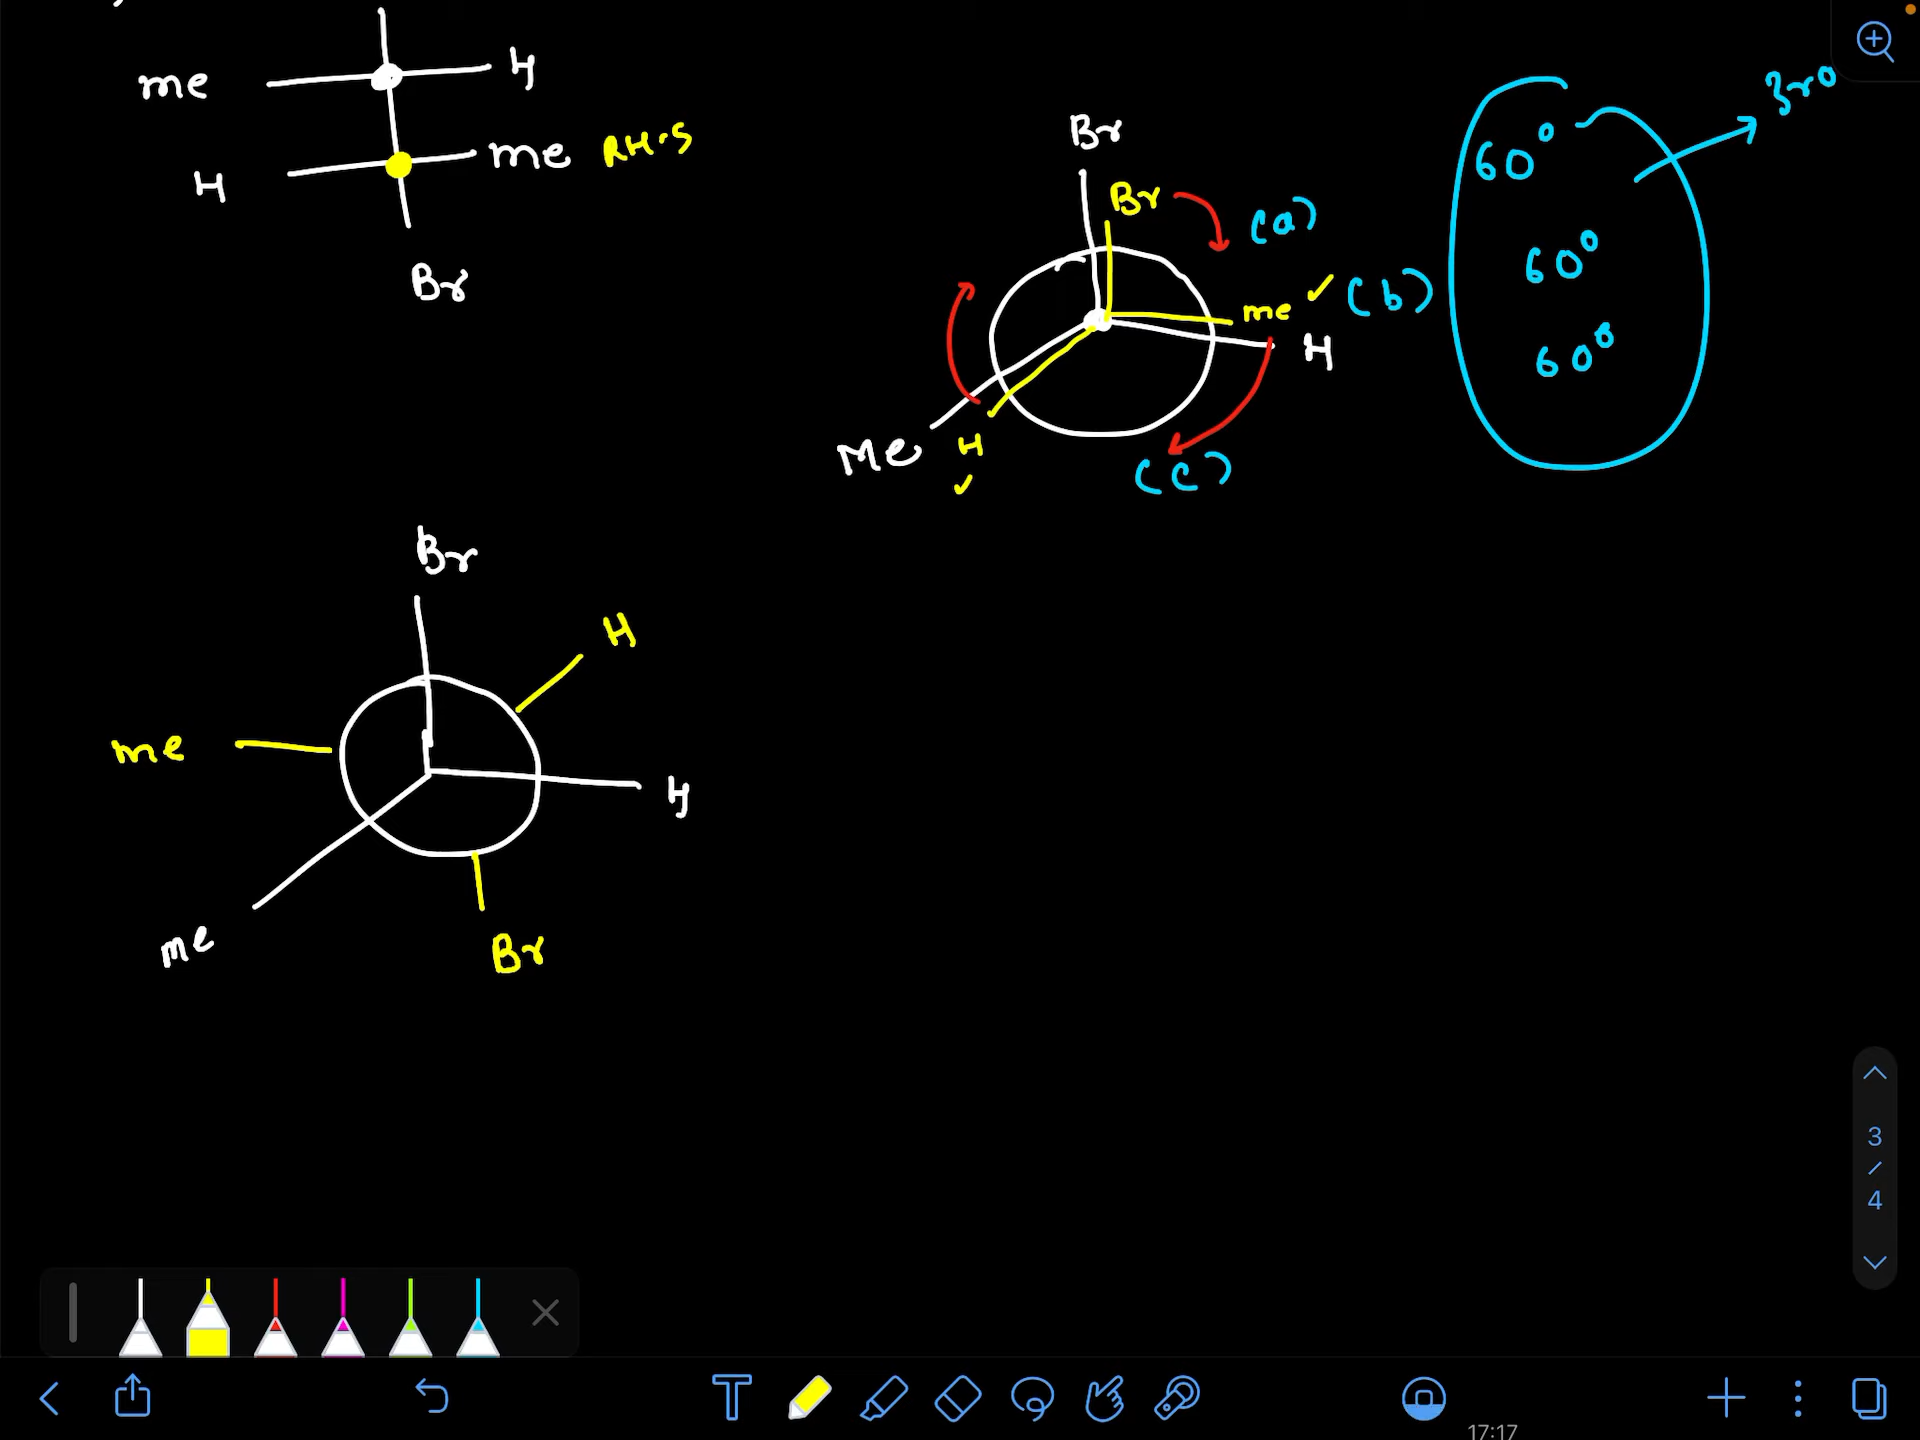 me H
H me RH·S
Br
Br
Br (a)
me ✓ (b)
H
Me H
✓
(c)
60° 
60°
60°
Br
H
me
H
me
Br
3
/
4
T
17:17